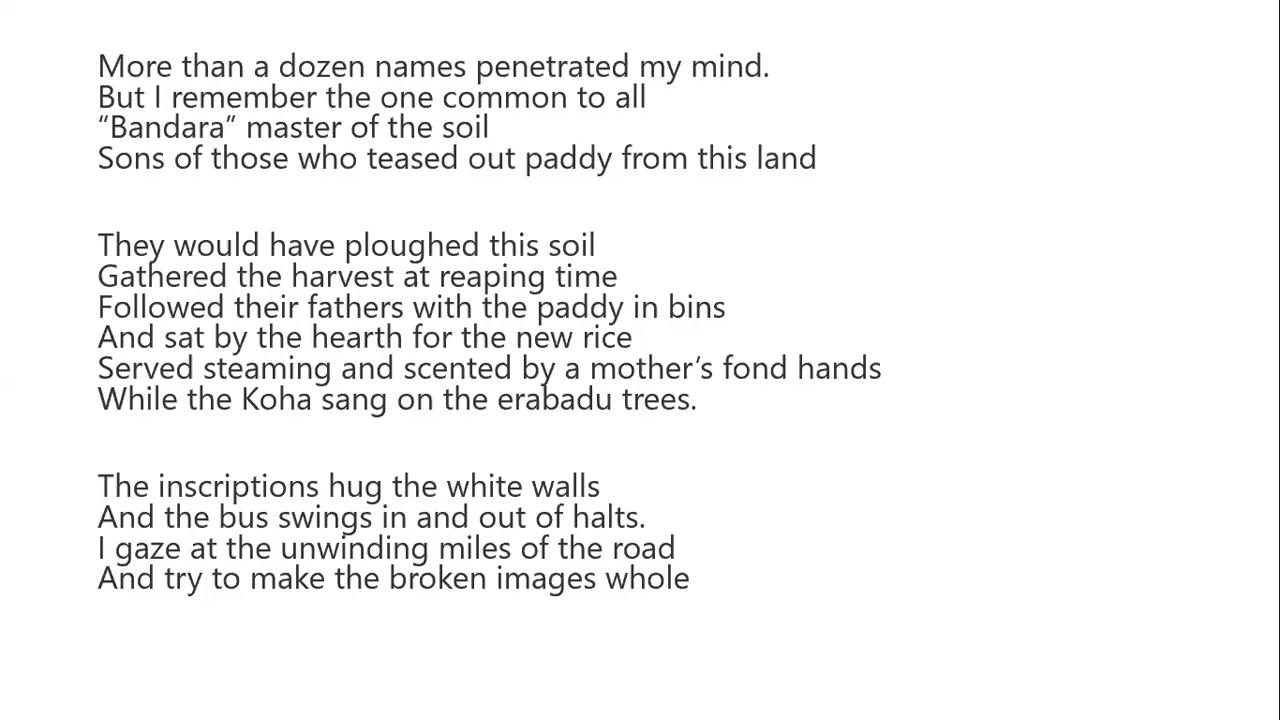 More than a dozen names penetrated my mind.
But I remember the one common to all
“Bandara” master of the soil
Sons of those who teased out paddy from this land
They would have ploughed this soil
Gathered the harvest at reaping time
Followed their fathers with the paddy in bins
And sat by the hearth for the new rice
Served steaming and scented by a mother’s fond hands
While the Koha sang on the erabadu trees.
The inscriptions hug the white walls
And the bus swings in and out of halts.
I gaze at the unwinding miles of the road
And try to make the broken images whole